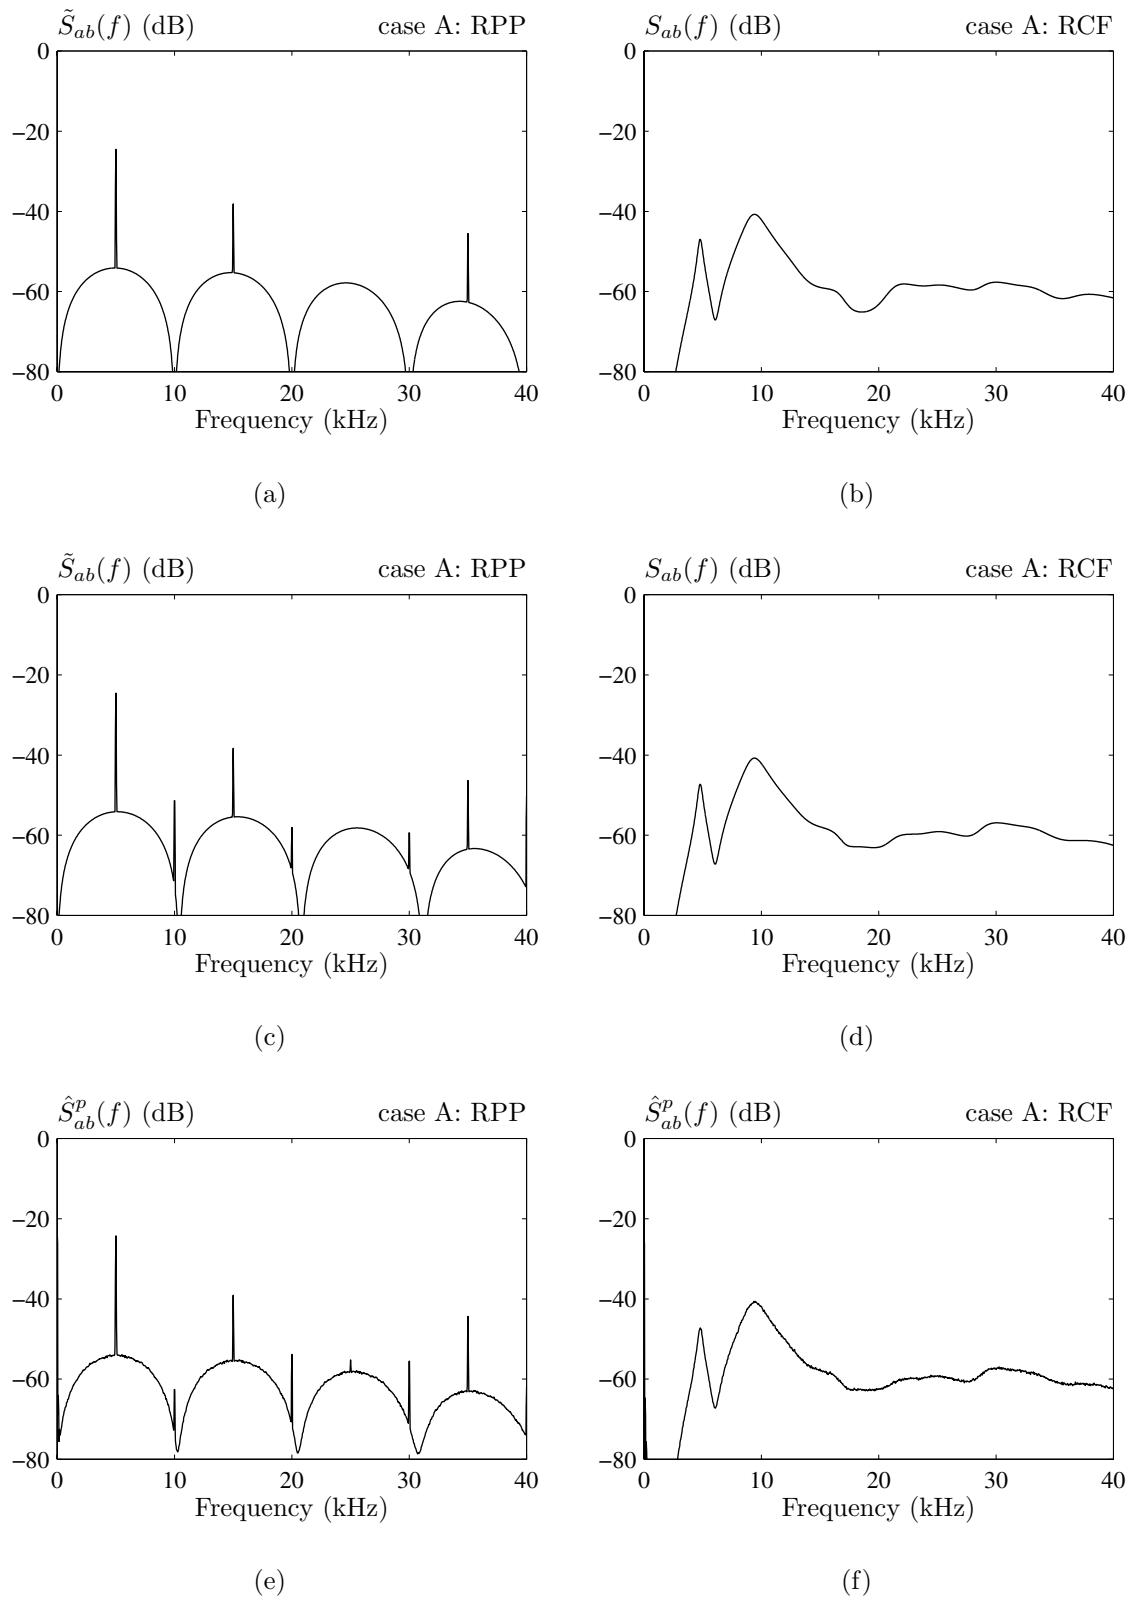 S̃ab(f) (dB) case A: RPP
0
−20
−40
−60
−80
0 10 20 30 40
Frequency (kHz)
(a)
Sab(f) (dB) case A: RCF
0
−20
−40
−60
−80
0 10 20 30 40
Frequency (kHz)
(b)
S̃ab(f) (dB) case A: RPP
0
−20
−40
−60
−80
0 10 20 30 40
Frequency (kHz)
(c)
Sab(f) (dB) case A: RCF
0
−20
−40
−60
−80
0 10 20 30 40
Frequency (kHz)
(d)
Ŝpab(f) (dB) case A: RPP
0
−20
−40
−60
−80
0 10 20 30 40
Frequency (kHz)
(e)
Ŝpab(f) (dB) case A: RCF
0
−20
−40
−60
−80
0 10 20 30 40
Frequency (kHz)
(f)